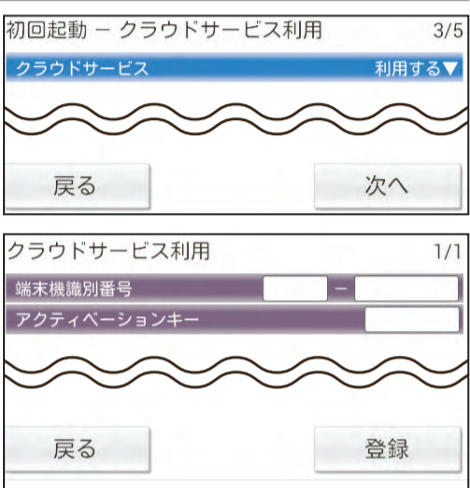 初回起動 − クラウドサービス利用 3/5
クラウドサービス 利用する▼
戻る 次へ
クラウドサービス利用 1/1
端末機識別番号 −
アクティベーションキー
戻る 登録